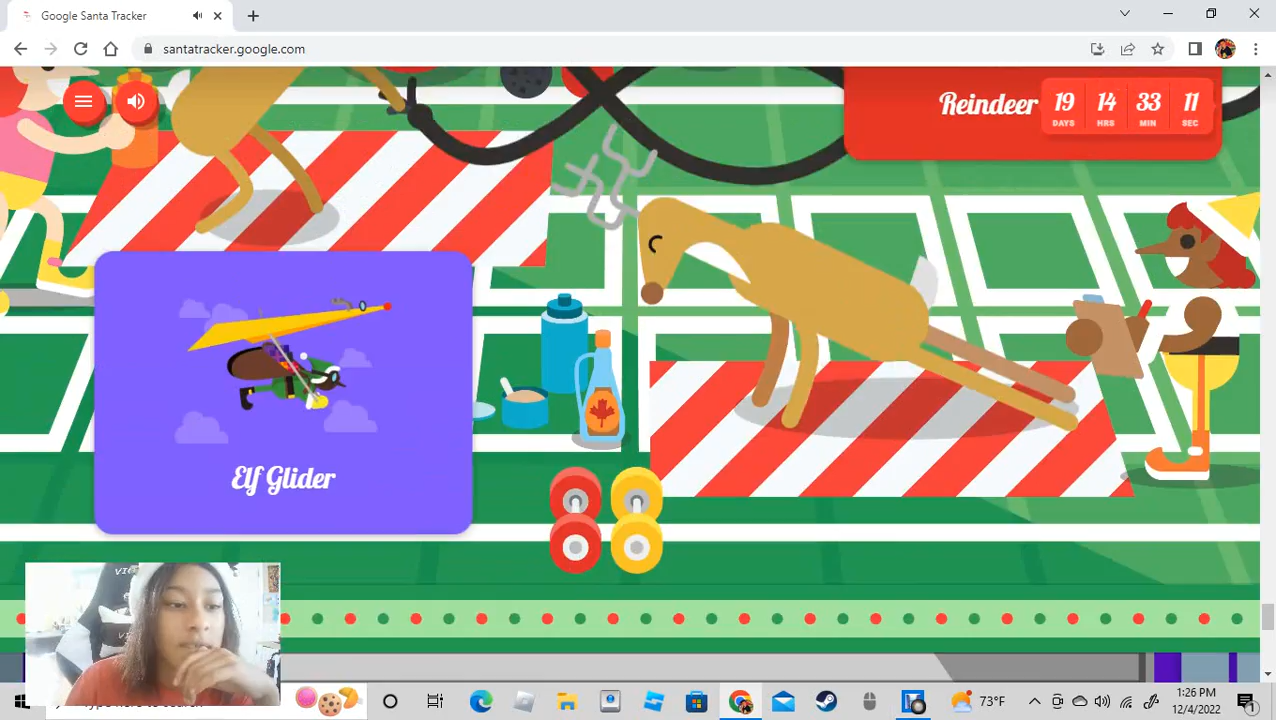 Google Santa Tracker
santatracker.google.com
Reindeer
19 14 33 11
DAYS HRS MIN SEC
Elf Glider
73°F
1:26 PM
12/4/2022
1